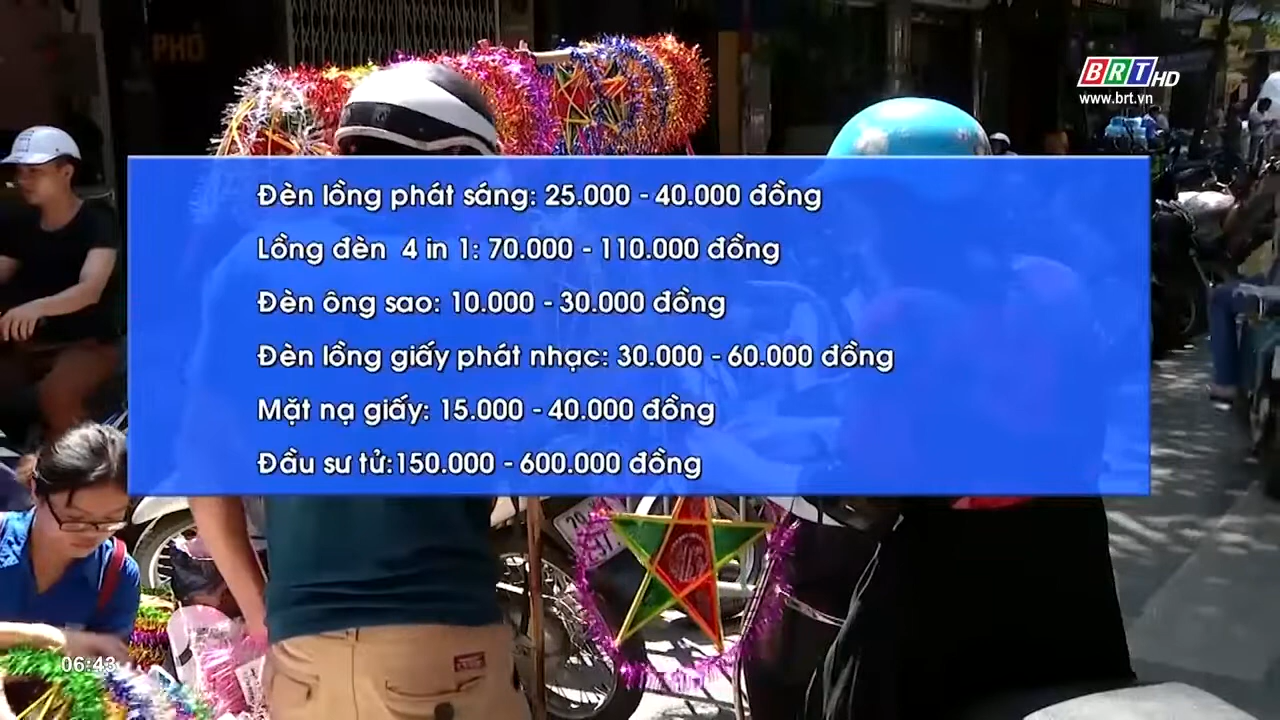 PHỞ
BRT HD
www.brt.vn
Đèn lồng phát sáng: 25.000 - 40.000 đồng
Lồng đèn  4 in 1: 70.000 - 110.000 đồng
Đèn ông sao: 10.000 - 30.000 đồng
Đèn lồng giấy phát nhạc: 30.000 - 60.000 đồng
Mặt nạ giấy: 15.000 - 40.000 đồng
Đầu sư tử:150.000 - 600.000 đồng
06:43